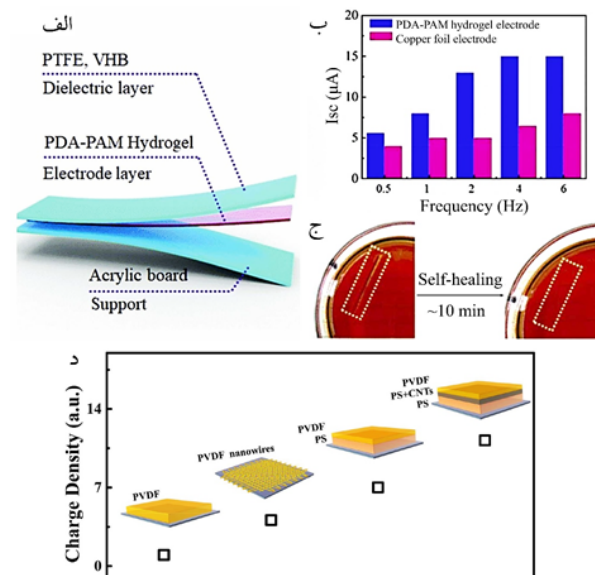 الف
PTFE, VHB
Dielectric layer
PDA-PAM Hydrogel
Electrode layer
Acrylic board
Support
ب
PDA-PAM hydrogel electrode
Copper foil electrode
Isc (μA)
15
10
5
0
0.5 1 2 4 6
Frequency (Hz)
ج
Self-healing
~10 min
د
Charge Density (a.u.)
14
7
0
PVDF
PVDF nanowires
PVDF
PS
PVDF
PS+CNTs
PS